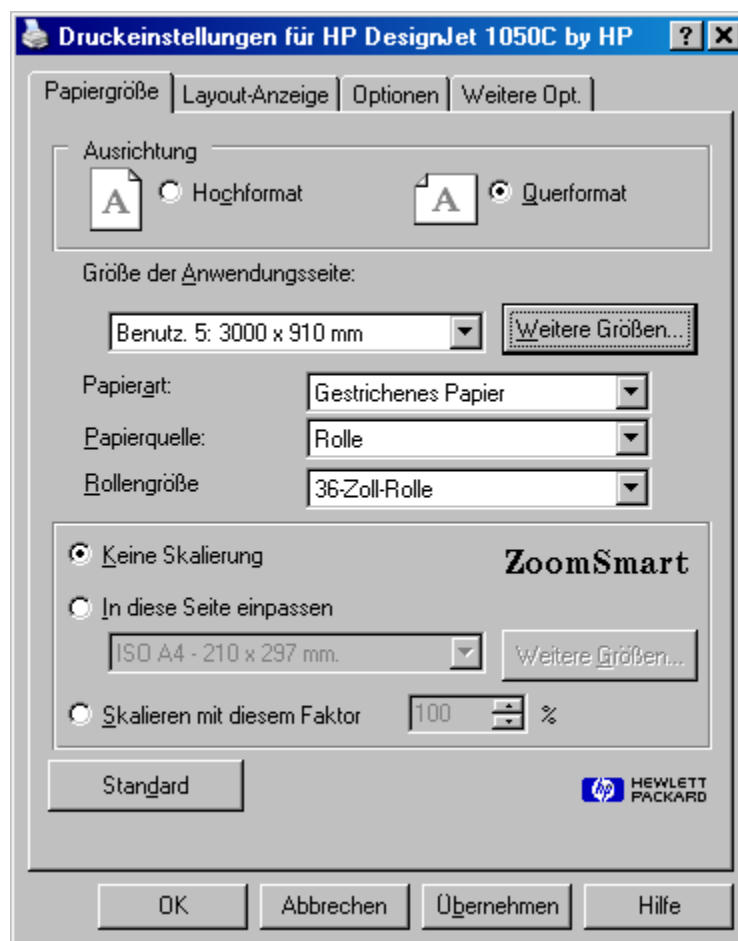 Druckeinstellungen für HP DesignJet 1050C by HP
Papiergröße Layout-Anzeige Optionen Weitere Opt.
Ausrichtung
A Hochformat A Querformat
Größe der Anwendungsseite:
Benutz. 5: 3000 x 910 mm Weitere Größen...
Papierart: Gestrichenes Papier
Papierquelle: Rolle
Rollengröße 36-Zoll-Rolle
Keine Skalierung ZoomSmart
In diese Seite einpassen
ISO A4 - 210 x 297 mm. Weitere Größen...
Skalieren mit diesem Faktor 100 %
Standard hp HEWLETT
PACKARD
OK Abbrechen Übernehmen Hilfe